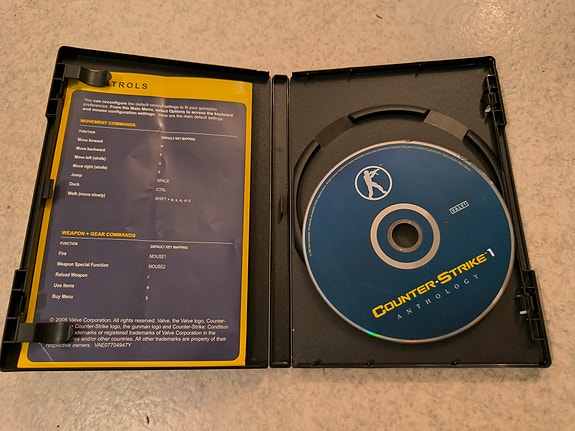 TROLS
You can reconfigure the default control settings to fit your gameplay
preferences. From the Main Menu, select Options to access the keyboard
and mouse configuration settings. Here are the main default settings:
MOVEMENT COMMANDS
FUNCTION DEFAULT KEY MAPPING
Move forward w
Move backward s
Move left (strafe) a
Move right (strafe) d
Jump SPACE
Duck CTRL
Walk (move slowly) SHIFT + w, s, a, or d
WEAPON + GEAR COMMANDS
FUNCTION DEFAULT KEY MAPPING
Fire MOUSE1
Weapon Special Function MOUSE2
Reload Weapon r
Use Items e
Buy Menu b
© 2005 Valve Corporation. All rights reserved. Valve, the Valve logo, Counter-
Counter-Strike logo, the gunman logo and Counter-Strike: Condition
trademarks or registered trademarks of Valve Corporation in the
es and/or other countries. All other trademarks are property of their
respective owners. VAE07704947Y
VALVE
COUNTER-STRIKE 1
ANTHOLOGY